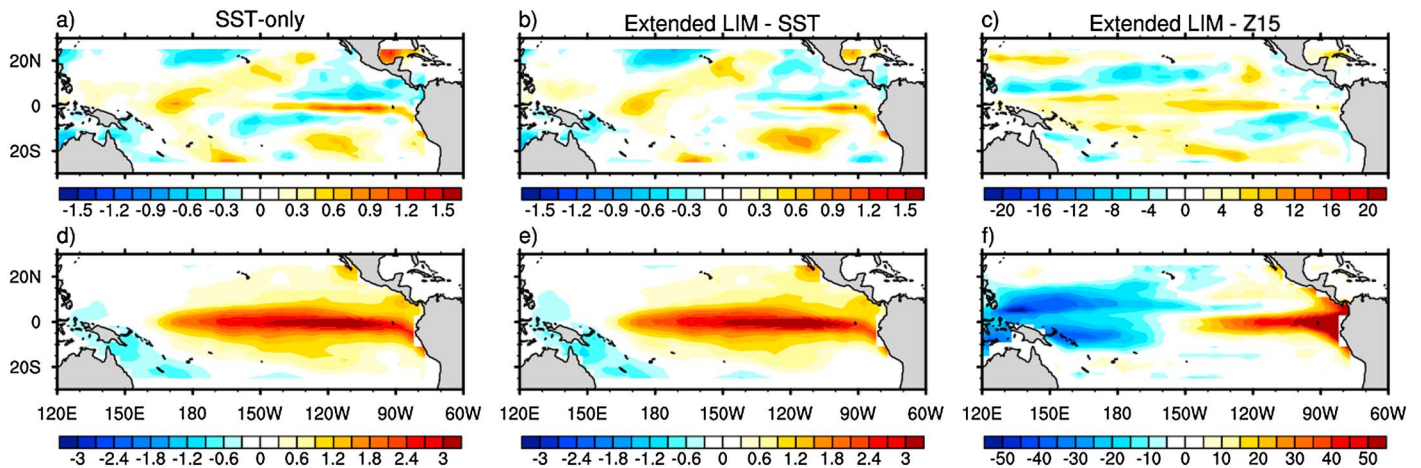 a) SST-only
b) Extended LIM - SST
c) Extended LIM - Z15
20N
0
20S
-1.5 -1.2 -0.9 -0.6 -0.3 0 0.3 0.6 0.9 1.2 1.5
-1.5 -1.2 -0.9 -0.6 -0.3 0 0.3 0.6 0.9 1.2 1.5
-20 -16 -12 -8 -4 0 4 8 12 16 20
d)
e)
f)
20N
0
20S
120E 150E 180E 150W 120W 90W 60W
120E 150E 180E 150W 120W 90W 60W
120E 150E 180E 150W 120W 90W 60W
-3 -2.4 -1.8 -1.2 -0.6 0 0.6 1.2 1.8 2.4 3
-3 -2.4 -1.8 -1.2 -0.6 0 0.6 1.2 1.8 2.4 3
-50 -40 -30 -20 -10 0 10 20 30 40 50